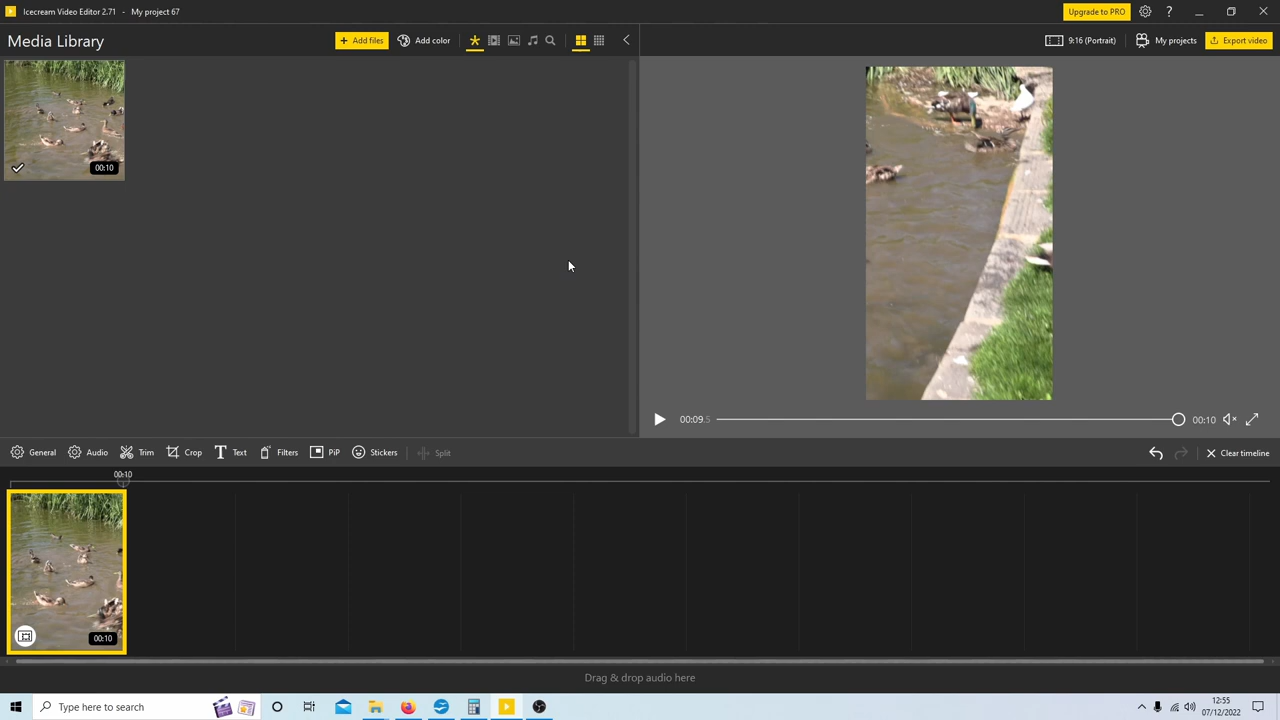 Icecream Video Editor 2.71 - My project 67
Upgrade to PRO
Media Library
Add files
Add color
9:16 (Portrait)
My projects
Export video
00:10
00:09.5
00:10
General
Audio
Trim
Crop
Text
Filters
PiP
Stickers
Split
Clear timeline
00:10
00:10
Drag & drop audio here
Type here to search
12:55
07/12/2022